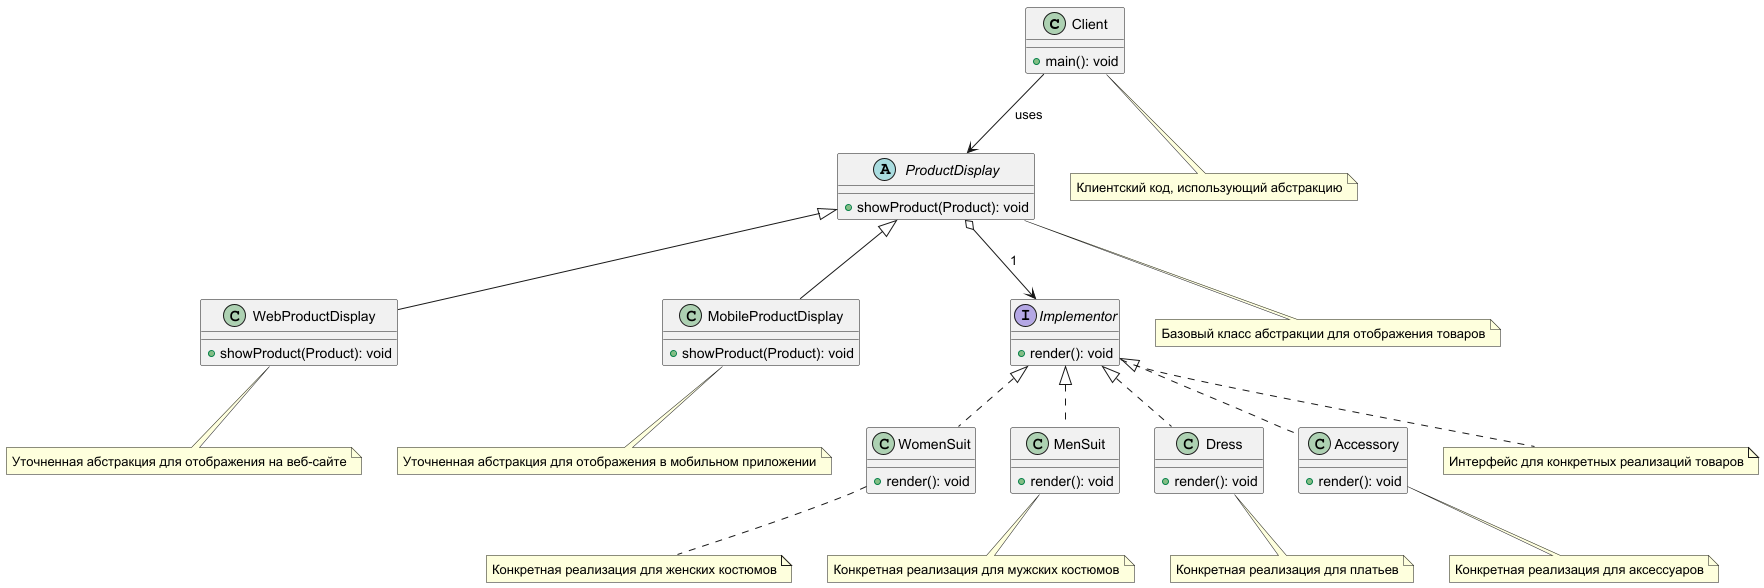 C Client
main(): void
uses
A ProductDisplay
showProduct(Product): void
Клиентский код, использующий абстракцию
1
C WebProductDisplay
showProduct(Product): void
C MobileProductDisplay
showProduct(Product): void
I Implementor
render(): void
Базовый класс абстракции для отображения товаров
Уточненная абстракция для отображения на веб-сайте
Уточненная абстракция для отображения в мобильном приложении
C WomenSuit
render(): void
C MenSuit
render(): void
C Dress
render(): void
C Accessory
render(): void
Интерфейс для конкретных реализаций товаров
Конкретная реализация для женских костюмов
Конкретная реализация для мужских костюмов
Конкретная реализация для платьев
Конкретная реализация для аксессуаров